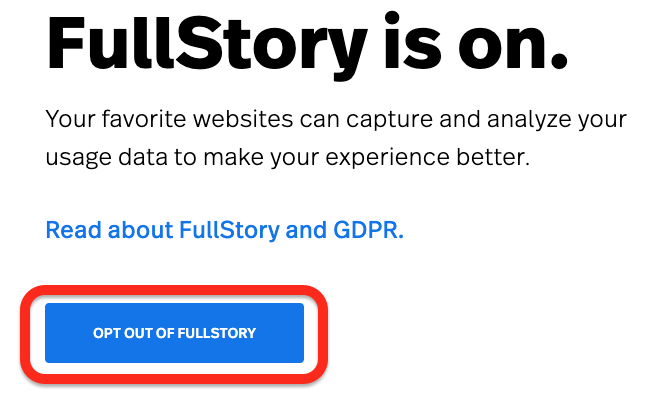 FullStory is on.
Your favorite websites can capture and analyze your
usage data to make your experience better.
Read about FullStory and GDPR.
OPT OUT OF FULLSTORY